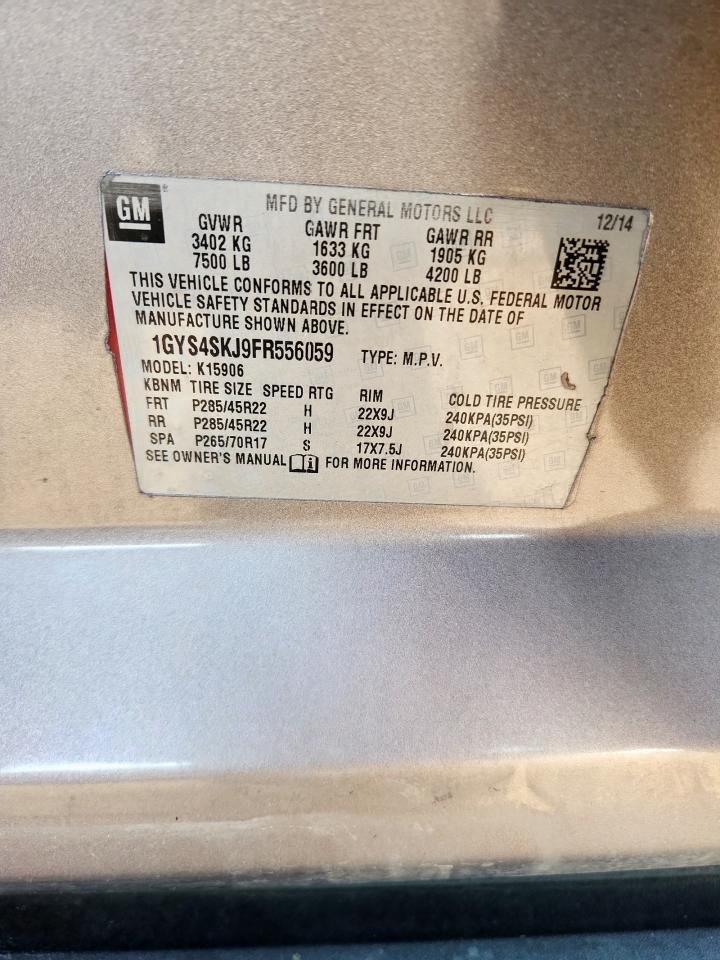 GM
MFD BY GENERAL MOTORS LLC 12/14
GVWR GAWR FRT GAWR RR
3402 KG 1633 KG 1905 KG
7500 LB 3600 LB 4200 LB
THIS VEHICLE CONFORMS TO ALL APPLICABLE U.S. FEDERAL MOTOR
VEHICLE SAFETY STANDARDS IN EFFECT ON THE DATE OF
MANUFACTURE SHOWN ABOVE.
1GYS4SKJ9FR556059 TYPE: M.P.V.
MODEL: K15906
KBNM TIRE SIZE SPEED RTG RIM COLD TIRE PRESSURE
FRT P285/45R22 H 22X9J 240KPA(35PSI)
RR P285/45R22 H 22X9J 240KPA(35PSI)
SPA P265/70R17 S 17X7.5J 240KPA(35PSI)
SEE OWNER'S MANUAL FOR MORE INFORMATION.